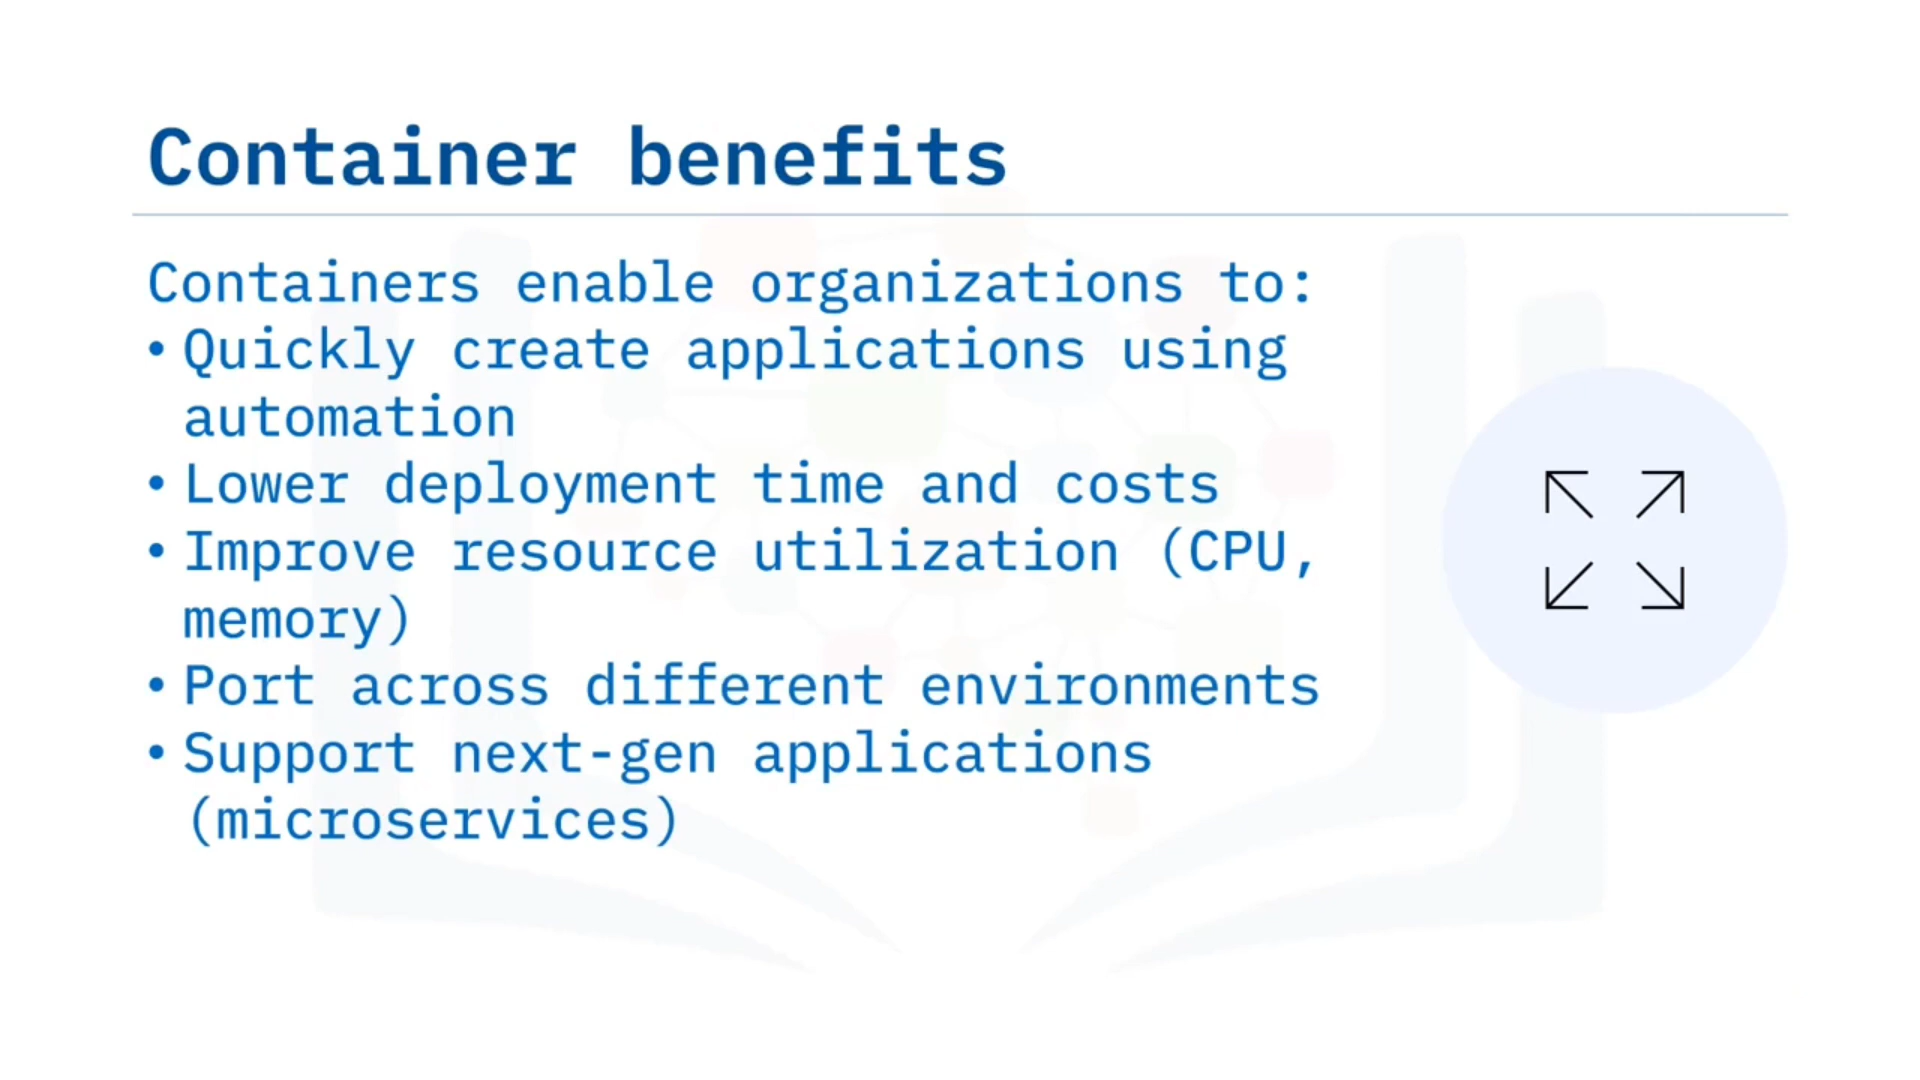 Container benefits
Containers enable organizations to:
• Quickly create applications using
automation
• Lower deployment time and costs
• Improve resource utilization (CPU,
memory)
• Port across different environments
• Support next-gen applications
(microservices)